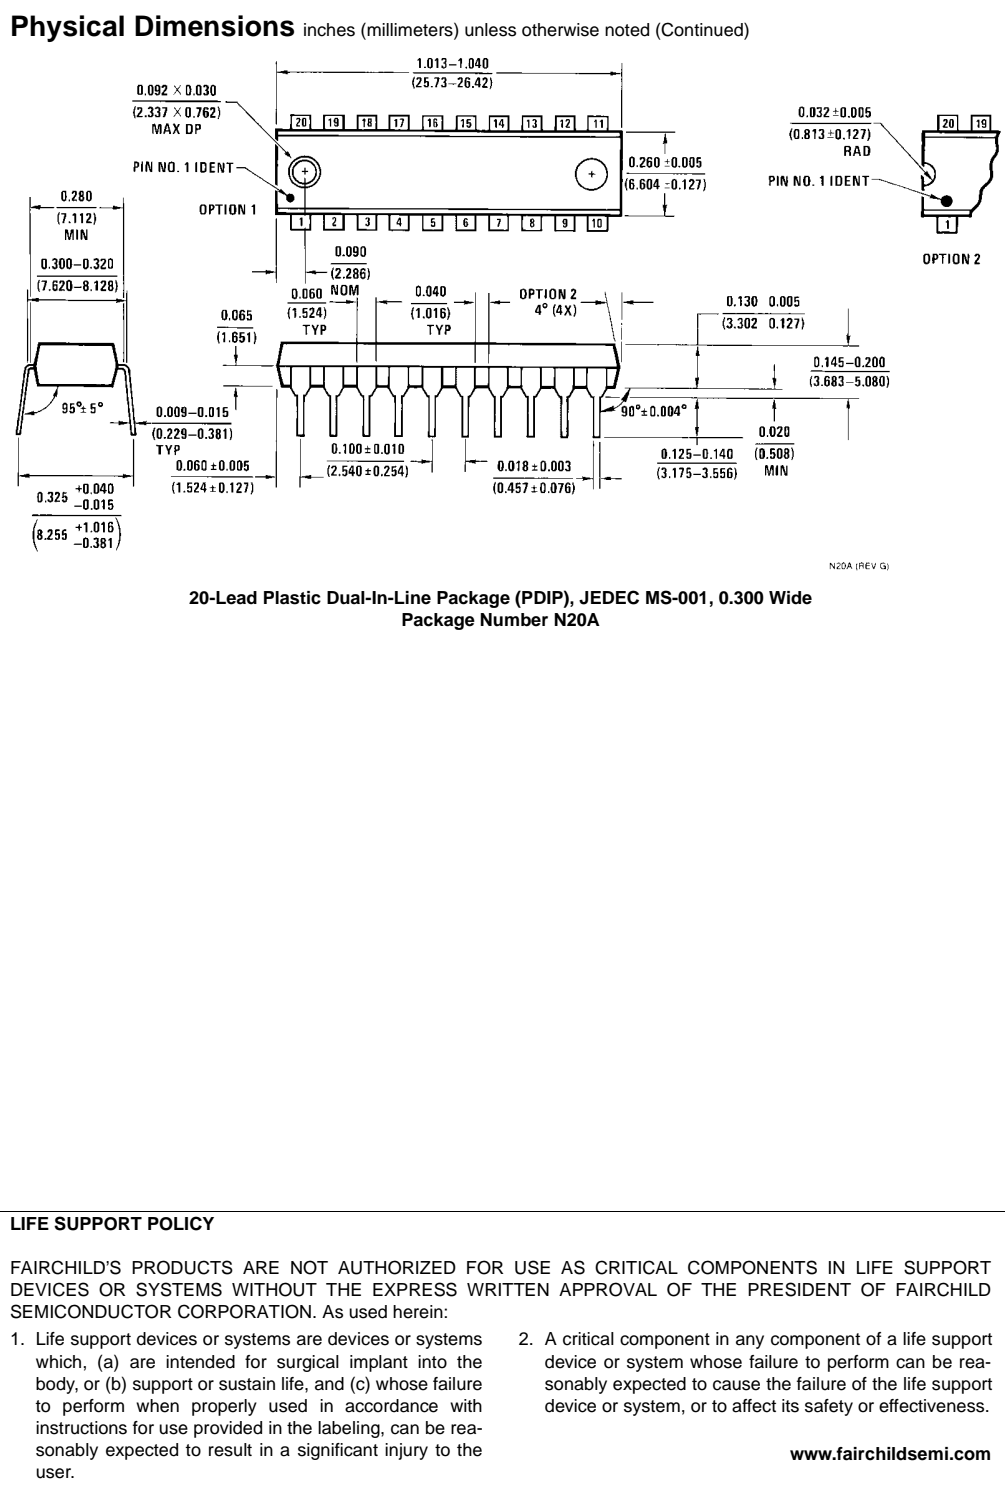 Physical Dimensions inches (millimeters) unless otherwise noted (Continued)
1.013–1.040
(25.73–26.42)
0.092 × 0.030
(2.337 × 0.762)
MAX DP
20 19 18 17 16 15 14 13 12 11
PIN NO. 1 IDENT
OPTION 1
1 2 3 4 5 6 7 8 9 10
0.260 ±0.005
(6.604 ±0.127)
0.032 ±0.005
(0.813 ±0.127)
RAD
PIN NO. 1 IDENT
20 19
1
OPTION 2
0.280
(7.112)
MIN
0.300–0.320
(7.620–8.128)
0.090
(2.286)
NOM
0.060
(1.524)
TYP
0.040
(1.016)
TYP
OPTION 2
4° (4X)
0.065
(1.651)
0.130 0.005
(3.302 0.127)
0.145–0.200
(3.683–5.080)
95°± 5°
0.009–0.015
(0.229–0.381)
TYP
90°±0.004°
0.020
(0.508)
MIN
0.125–0.140
(3.175–3.556)
0.100±0.010
(2.540 ±0.254)
0.018 ±0.003
(0.457 ±0.076)
0.060 ±0.005
(1.524 ±0.127)
0.325 +0.040
–0.015
(8.255 +1.016
–0.381)
N20A (REV G)
20-Lead Plastic Dual-In-Line Package (PDIP), JEDEC MS-001, 0.300 Wide
Package Number N20A
LIFE SUPPORT POLICY
FAIRCHILD'S PRODUCTS ARE NOT AUTHORIZED FOR USE AS CRITICAL COMPONENTS IN LIFE SUPPORT
DEVICES OR SYSTEMS WITHOUT THE EXPRESS WRITTEN APPROVAL OF THE PRESIDENT OF FAIRCHILD
SEMICONDUCTOR CORPORATION. As used herein:
1. Life support devices or systems are devices or systems
which, (a) are intended for surgical implant into the
body, or (b) support or sustain life, and (c) whose failure
to perform when properly used in accordance with
instructions for use provided in the labeling, can be rea-
sonably expected to result in a significant injury to the
user.
2. A critical component in any component of a life support
device or system whose failure to perform can be rea-
sonably expected to cause the failure of the life support
device or system, or to affect its safety or effectiveness.
www.fairchildsemi.com